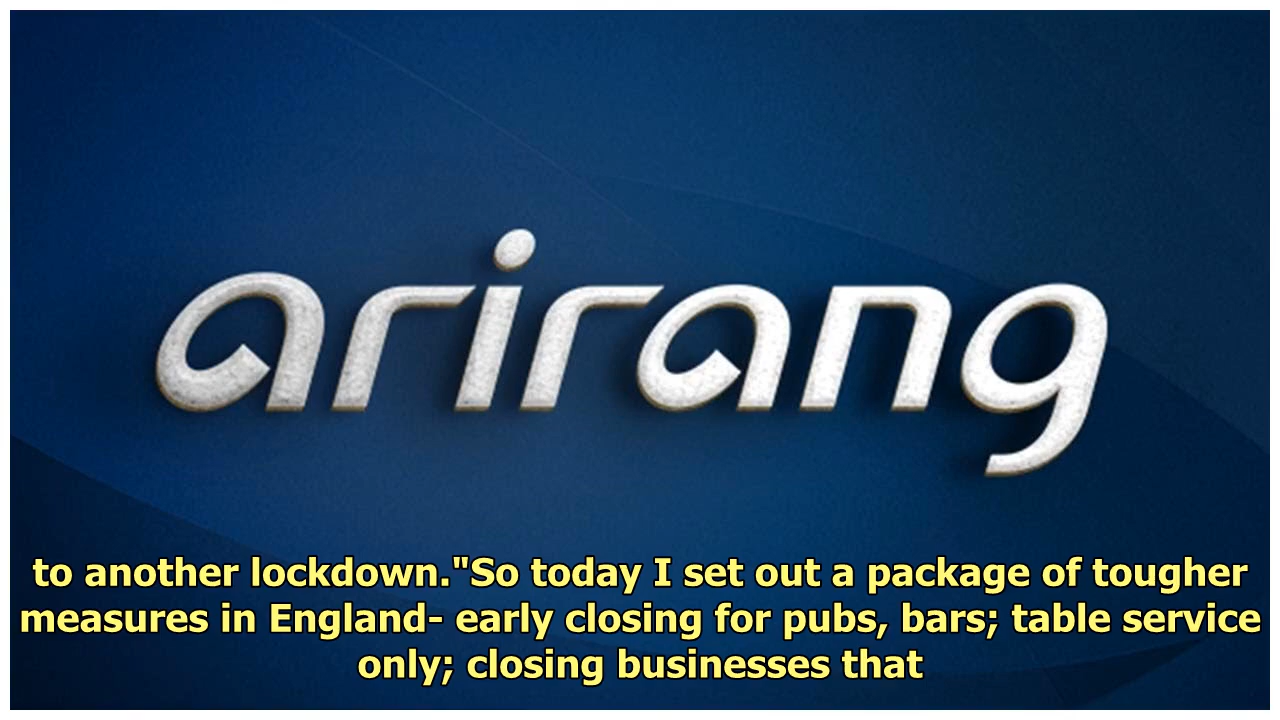 arirang
to another lockdown."So today I set out a package of tougher
measures in England- early closing for pubs, bars; table service
only; closing businesses that